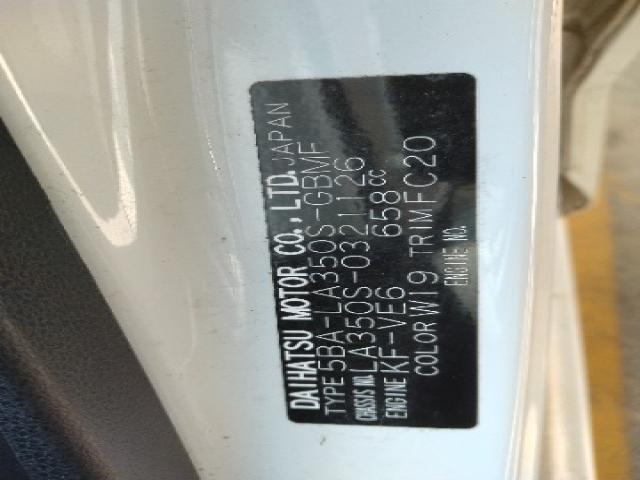 DAIHATSU MOTOR CO., LTD. JAPAN
TYPE 5BA-LA350S-GBMF
CHASSIS NO. LA350S-0321126
ENGINE KF-VE6 658cc
COLOR W19 TRIM FC20
ENGINE NO.